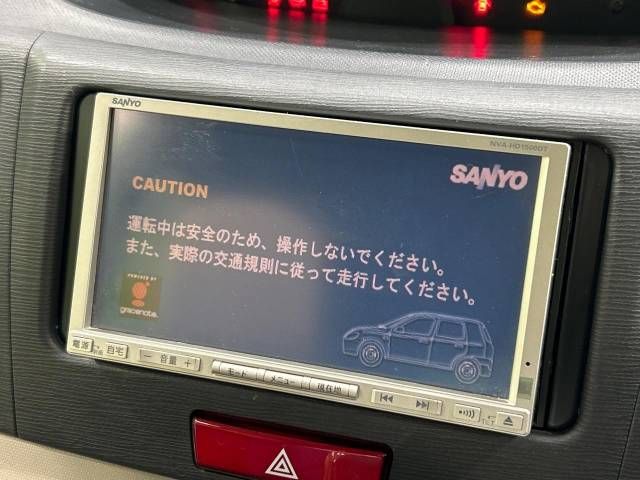 SANYO
NVA-HD1500DT
SANYO
CAUTION
運転中は安全のため、操作しないでください。
また、実際の交通規則に従って走行してください。
POWERED BY
gracenote.
電源
自宅
− 音量 +
モード
メニュー
現在地